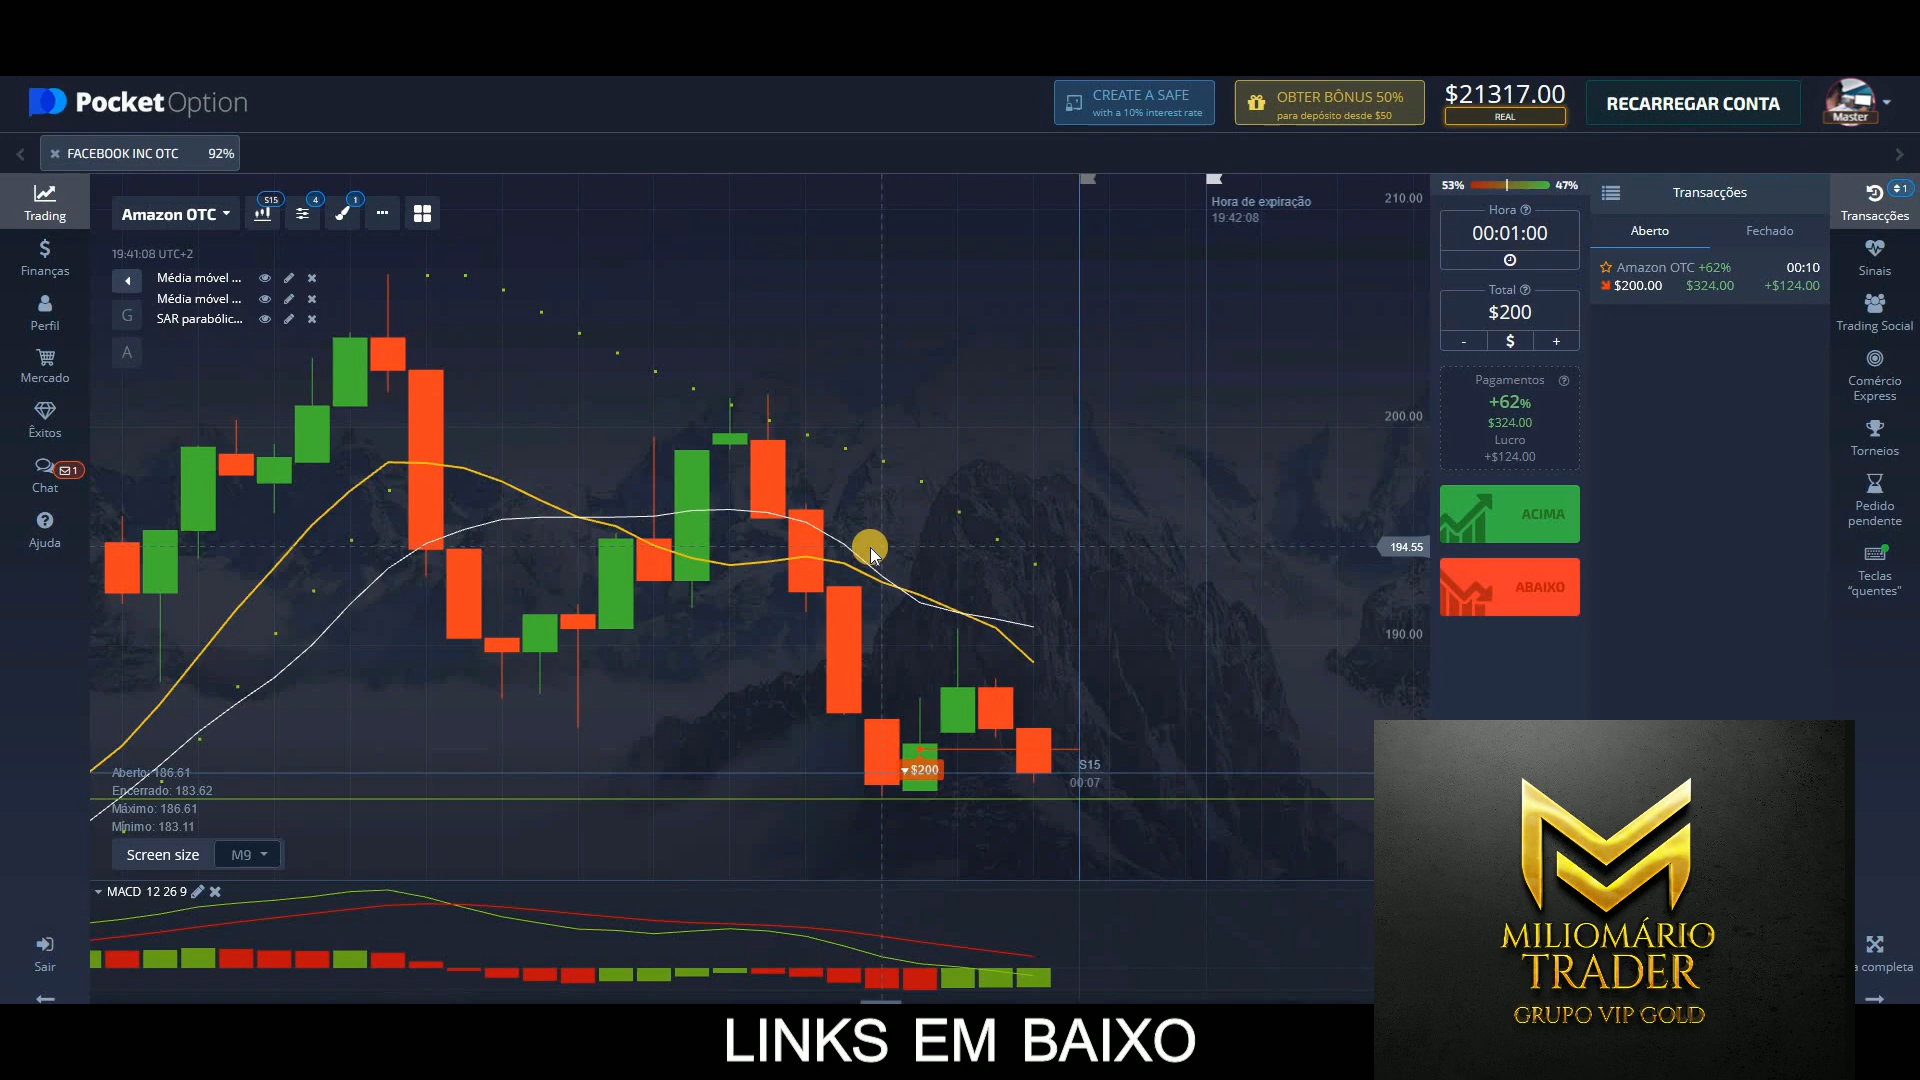 PocketOption
CREATE A SAFE
with a 10% interest rate
OBTER BÔNUS 50%
para depósito desde $50
$21317.00
REAL
RECARREGAR CONTA
Master
FACEBOOK INC OTC 92%
Trading
Finanças
Perfil
Mercado
Êxitos
Chat
1
Ajuda
Sair
Amazon OTC
S15
4
1
19:41:08 UTC+2
Média móvel ...
Média móvel ...
SAR parabólic...
G
A
Hora de expiração
19:42:08
210.00
200.00
194.55
190.00
$200
S15
00:07
Aberto: 186.61
Encerrado: 183.62
Máximo: 186.61
Mínimo: 183.11
Screen size M9
MACD 12 26 9
53% 47%
Hora
00:01:00
Total
$200
- $ +
Pagamentos
+62%
$324.00
Lucro
+$124.00
ACIMA
ABAIXO
Transacções
Aberto Fechado
Amazon OTC +62% 00:10
$200.00 $324.00 +$124.00
1
Transacções
Sinais
Trading Social
Comércio
Express
Torneios
Pedido
pendente
Teclas
“quentes”
a completa
MILIOMÁRIO
TRADER
GRUPO VIP GOLD
LINKS EM BAIXO